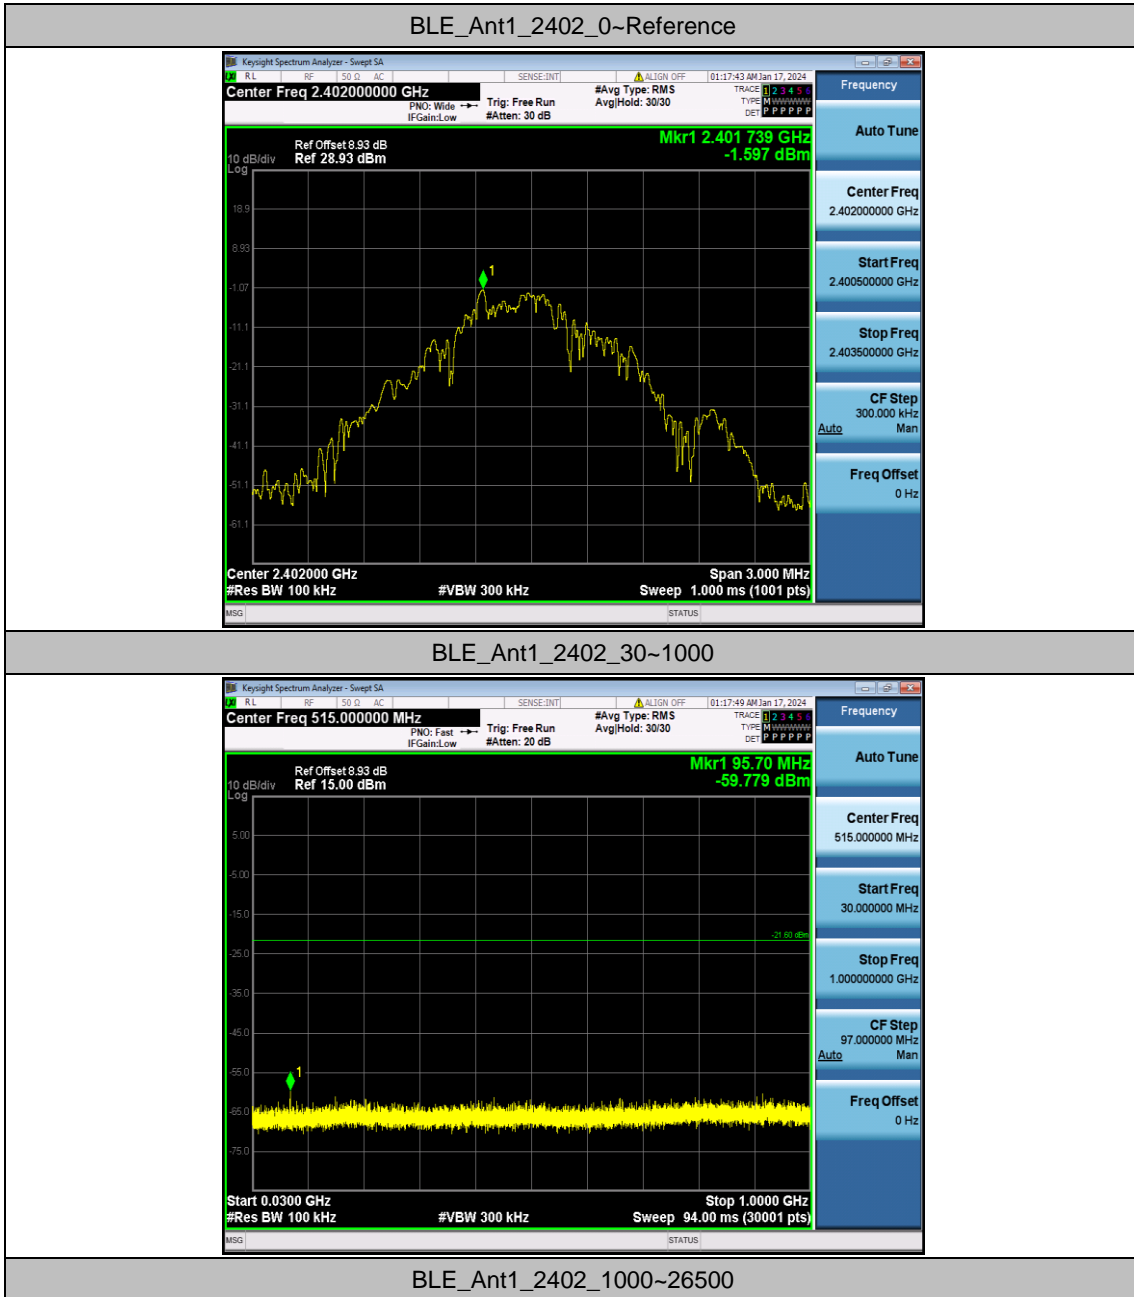 BLE_Ant1_2402_0~Reference
Keysight Spectrum Analyzer - Swept SA
RL RF 50 Ω AC SENSE:INT ALIGN OFF 01:17:43 AM Jan 17, 2024
Center Freq 2.402000000 GHz
PNO: Wide
IFGain:Low
Trig: Free Run
#Atten: 30 dB
#Avg Type: RMS
Avg|Hold: 30/30
TRACE 1 2 3 4 5 6
TYPE M W W W W W
DET P P P P P P
Frequency
Mkr1 2.401 739 GHz
-1.597 dBm
Ref Offset 8.93 dB
10 dB/div Ref 28.93 dBm
Log
18.9
8.93
-1.07
-11.1
-21.1
-31.1
-41.1
-51.1
-61.1
1
Center 2.402000 GHz Span 3.000 MHz
#Res BW 100 kHz #VBW 300 kHz Sweep 1.000 ms (1001 pts)
MSG STATUS
Auto Tune
Center Freq
2.402000000 GHz
Start Freq
2.400500000 GHz
Stop Freq
2.403500000 GHz
CF Step
300.000 kHz
Auto Man
Freq Offset
0 Hz
BLE_Ant1_2402_30~1000
Keysight Spectrum Analyzer - Swept SA
RL RF 50 Ω AC SENSE:INT ALIGN OFF 01:17:49 AM Jan 17, 2024
Center Freq 515.000000 MHz
PNO: Fast
IFGain:Low
Trig: Free Run
#Atten: 20 dB
#Avg Type: RMS
Avg|Hold: 30/30
TRACE 1 2 3 4 5 6
TYPE M W W W W W
DET P P P P P P
Frequency
Mkr1 95.70 MHz
-59.779 dBm
Ref Offset 8.93 dB
10 dB/div Ref 15.00 dBm
Log
5.00
-5.00
-15.0
-21.60 dBm
-25.0
-35.0
-45.0
-55.0
-65.0
-75.0
1
Start 0.0300 GHz Stop 1.0000 GHz
#Res BW 100 kHz #VBW 300 kHz Sweep 94.00 ms (30001 pts)
MSG STATUS
Auto Tune
Center Freq
515.000000 MHz
Start Freq
30.000000 MHz
Stop Freq
1.000000000 GHz
CF Step
97.000000 MHz
Auto Man
Freq Offset
0 Hz
BLE_Ant1_2402_1000~26500